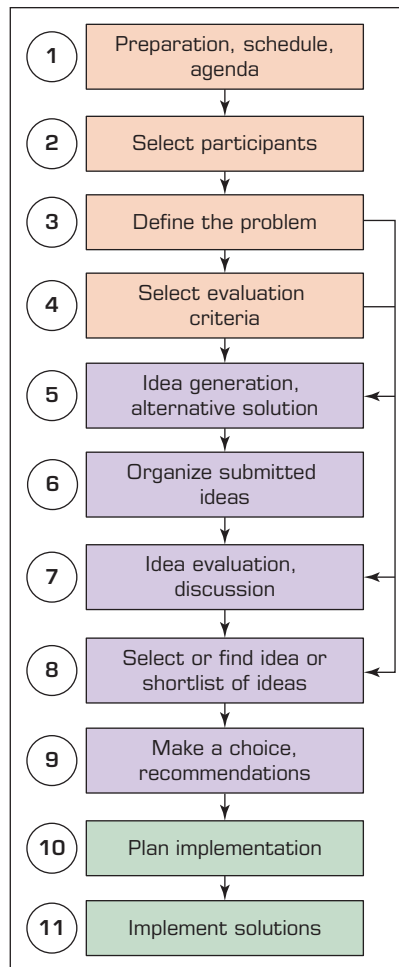 1
Preparation, schedule,
agenda
2
Select participants
3
Define the problem
4
Select evaluation
criteria
5
Idea generation,
alternative solution
6
Organize submitted
ideas
7
Idea evaluation,
discussion
8
Select or find idea or
shortlist of ideas
9
Make a choice,
recommendations
10
Plan implementation
11
Implement solutions